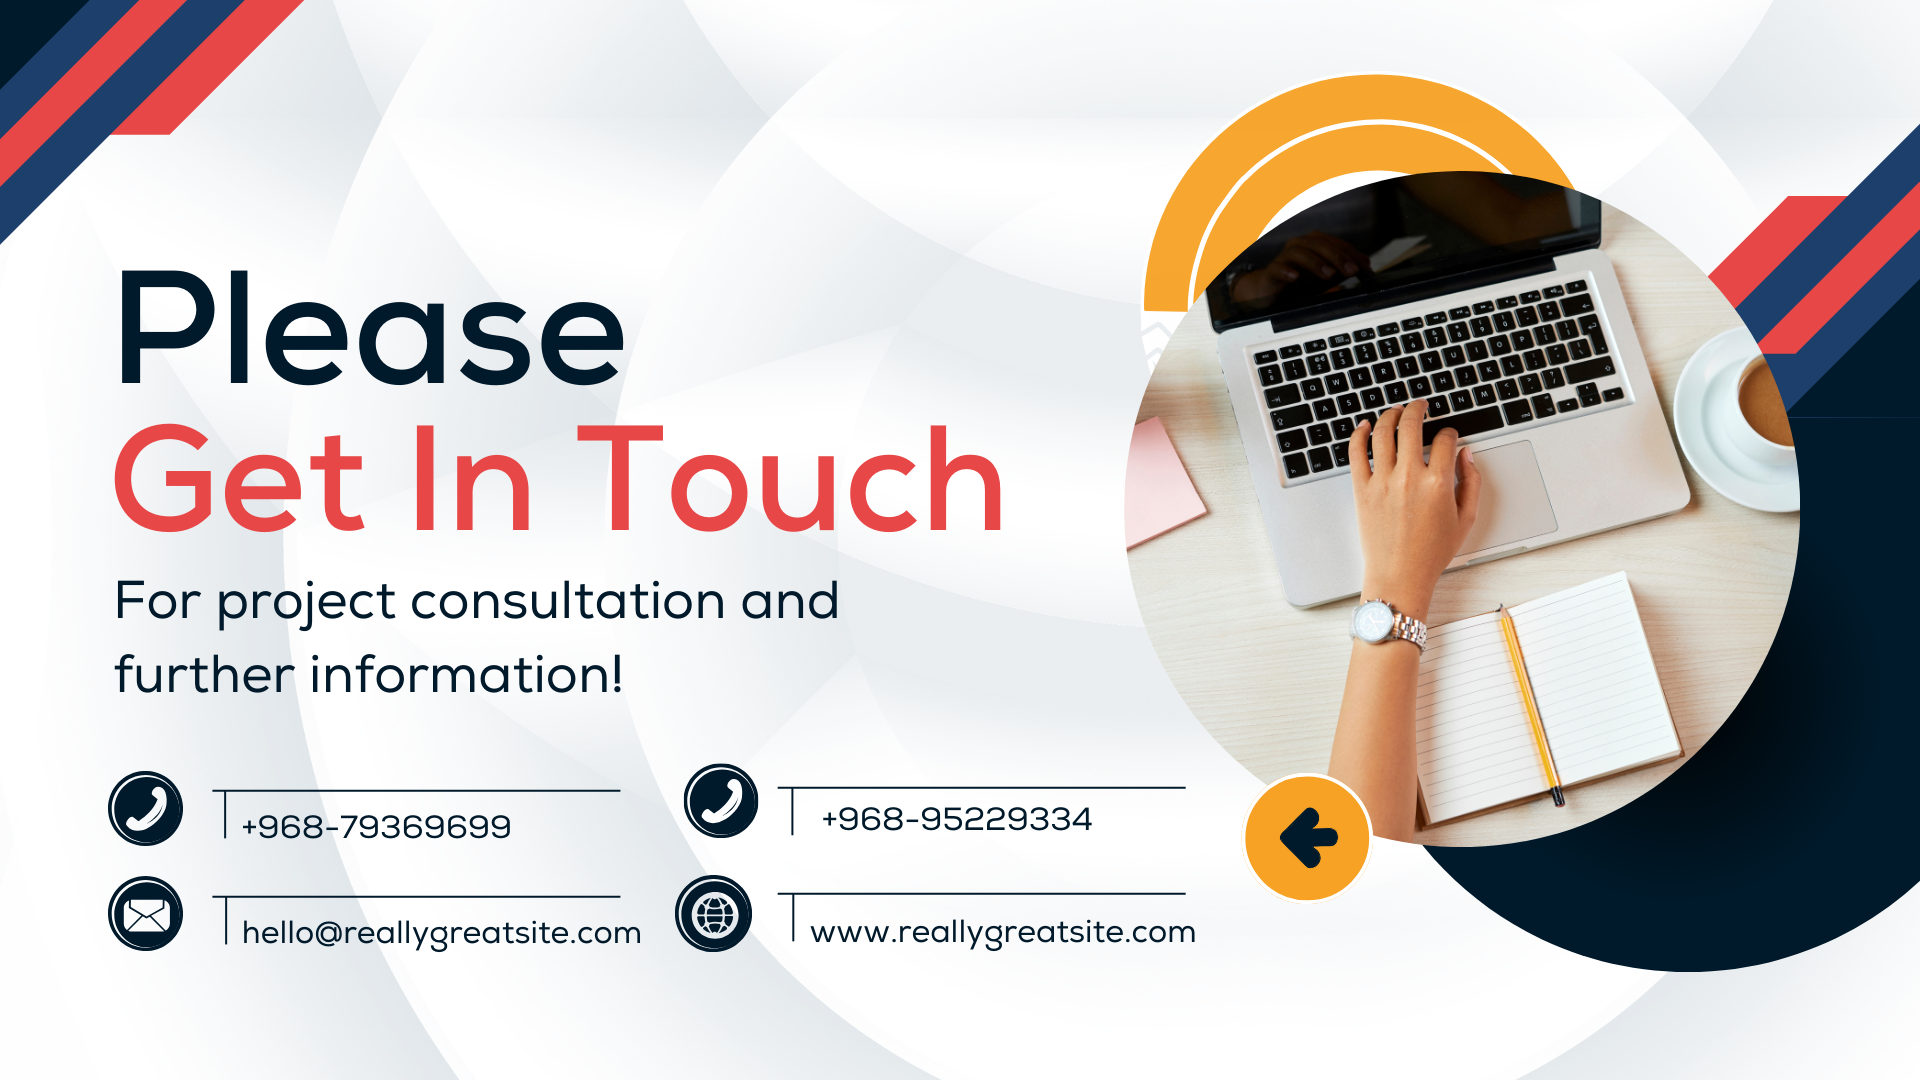 Please
Get In Touch
For project consultation and
further information!
+968-79369699
+968-95229334
hello@reallygreatsite.com
www.reallygreatsite.com